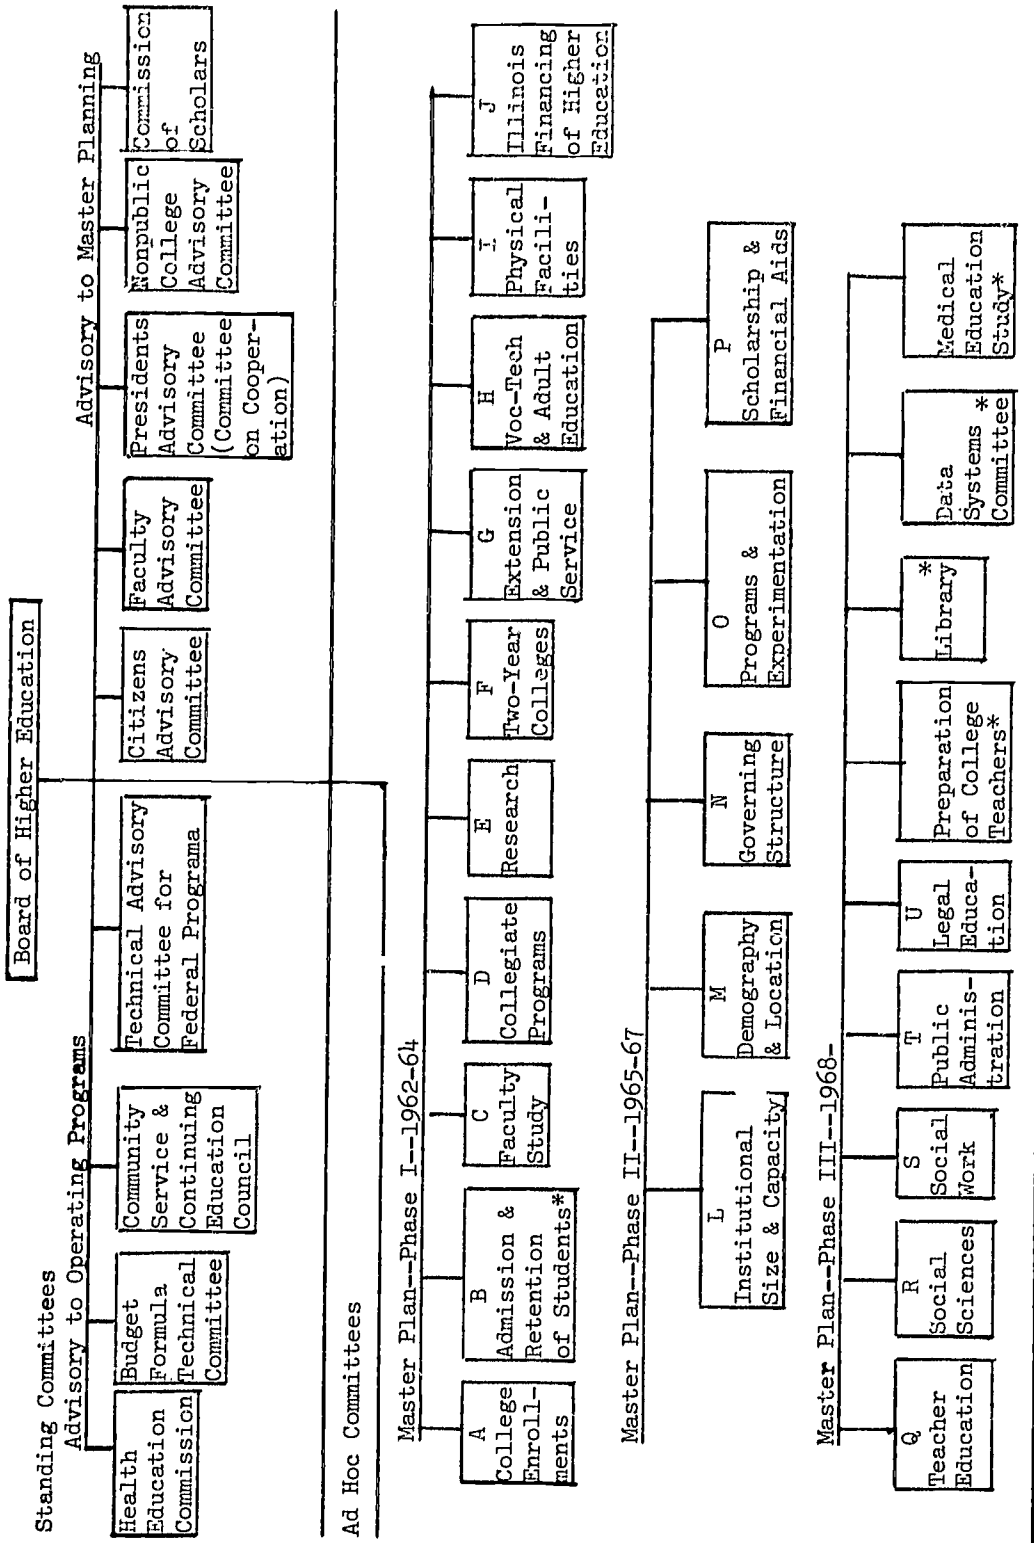 Board of Higher Education
Standing Committees
Advisory to Operating Programs
Advisory to Master Planning
Health
Education
Commission
Budget
Formula
Technical
Committee
Community
Service &
Continuing
Education
Council
Technical Advisory
Committee for
Federal Programa
Citizens
Advisory
Committee
Faculty
Advisory
Committee
Presidents
Advisory
Committee
(Committee
on Cooper-
ation)
Nonpublic
College
Advisory
Committee
Commission
of
Scholars
Ad Hoc Committees
Master Plan--Phase I---1962-64
A
College
Enroll-
ments
B
Admission &
Retention
of Students*
C
Faculty
Study
D
Collegiate
Programs
E
Research
F
Two-Year
Colleges
G
Extension
& Public
Service
H
Voc-Tech
& Adult
Education
I
Physical
Facili-
ties
J
Illinois
Financing
of Higher
Education
Master Plan--Phase II---1965-67
L
Institutional
Size & Capacity
M
Demography
& Location
N
Governing
Structure
O
Programs &
Experimentation
P
Scholarship &
Financial Aids
Master Plan--Phase III---1968-
Q
Teacher
Education
R
Social
Sciences
S
Social
Work
T
Public
Adminis-
tration
U
Legal
Educa-
tion
Preparation
of College
Teachers*
Library*
Data
Systems
Committee*
Medical
Education
Study*